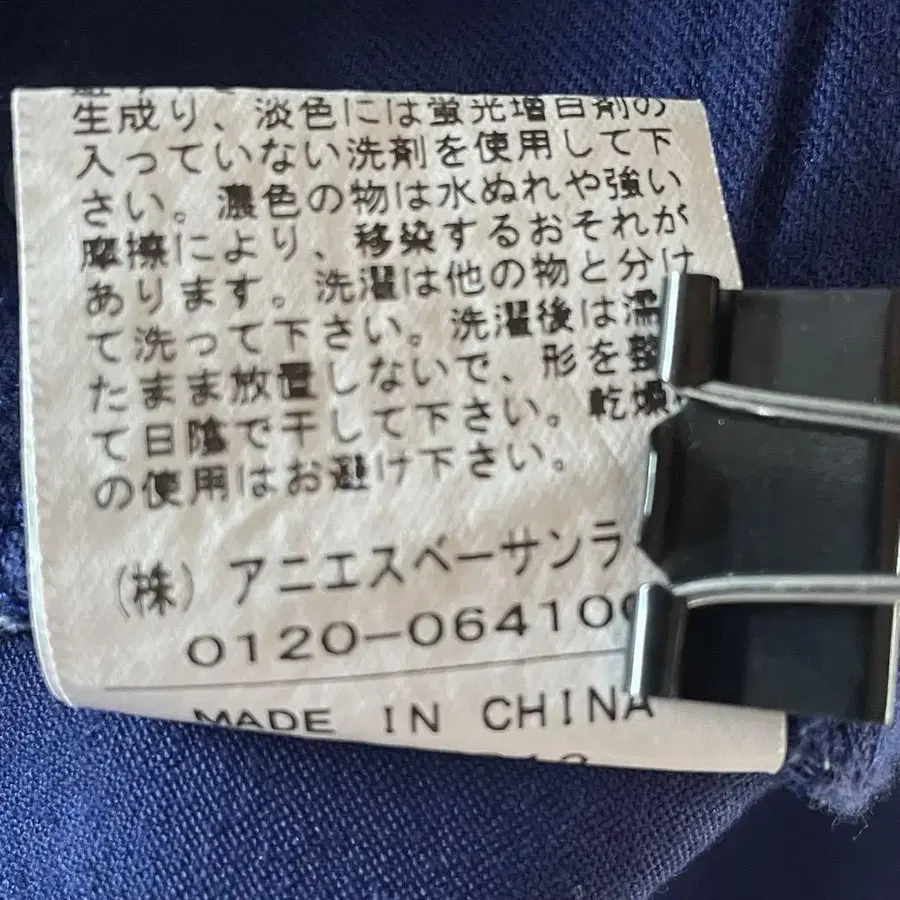 生成り、淡色には蛍光増白剤の
入っていない洗剤を使用して下
さい。濃色の物は水ぬれや強い
摩擦により、移染するおそれが
あります。洗濯は他の物と分け
て洗って下さい。洗濯後は濡
たまま放置しないで、形を整
て日陰で干して下さい。乾燥
の使用はお避け下さい。
(株) アニエスベーサンラ
0120-064100
MADE IN CHINA